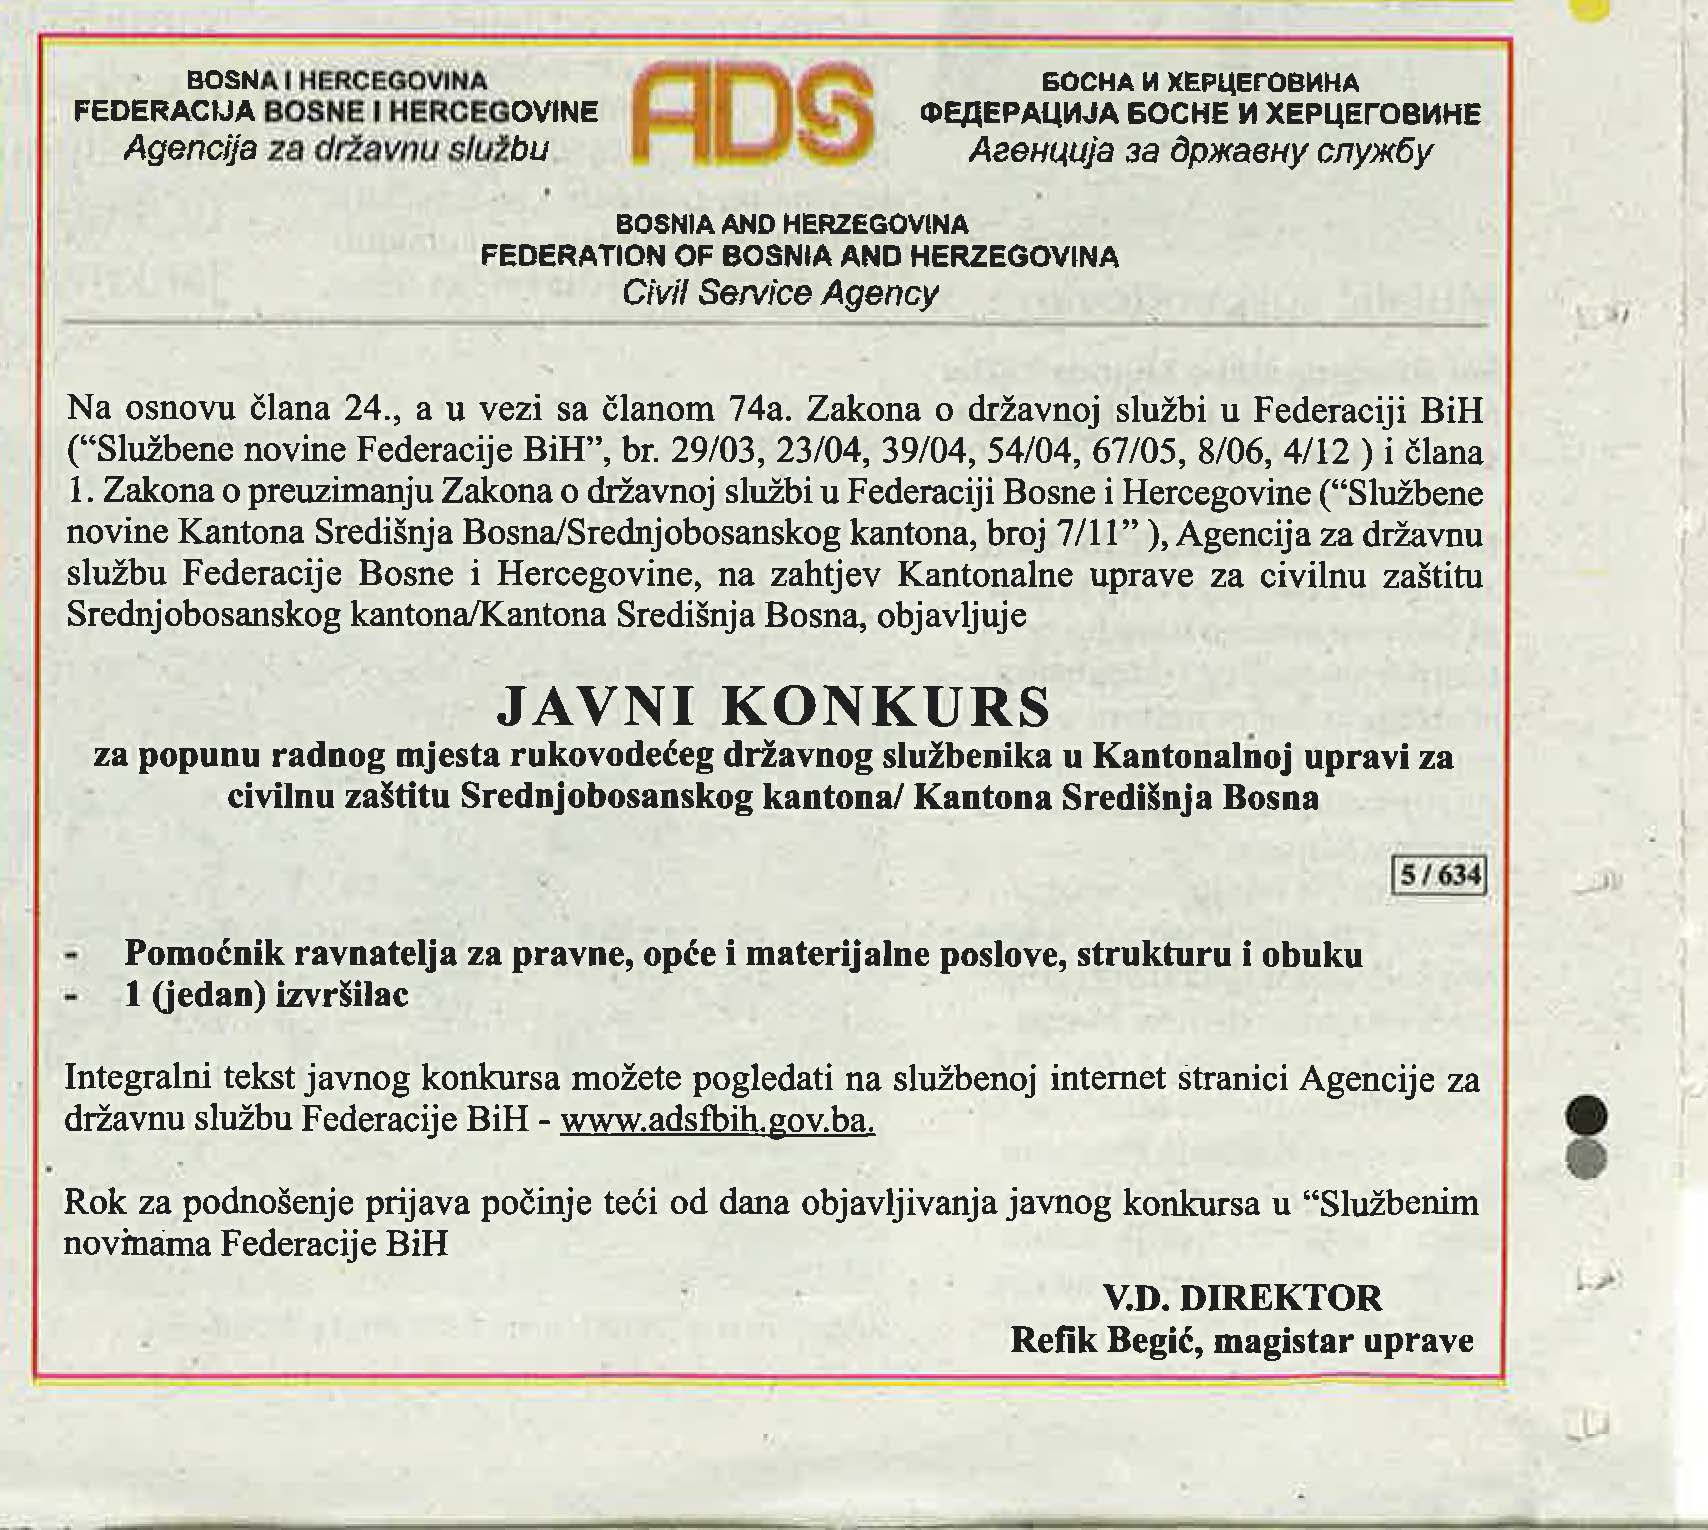 BOSNA I HERCEGOVINA
FEDERACIJA BOSNE I HERCEGOVINE
Agencija za državnu službu
ADS
БОСНА И ХЕРЦЕГОВИНА
ФЕДЕРАЦИЈА БОСНЕ И ХЕРЦЕГОВИНЕ
Агенција за државну службу
BOSNIA AND HERZEGOVINA
FEDERATION OF BOSNIA AND HERZEGOVINA
Civil Service Agency
Na osnovu člana 24., a u vezi sa članom 74a. Zakona o državnoj službi u Federaciji BiH
(“Službene novine Federacije BiH”, br. 29/03, 23/04, 39/04, 54/04, 67/05, 8/06, 4/12 ) i člana
1. Zakona o preuzimanju Zakona o državnoj službi u Federaciji Bosne i Hercegovine (“Službene
novine Kantona Središnja Bosna/Srednjobosanskog kantona, broj 7/11” ), Agencija za državnu
službu Federacije Bosne i Hercegovine, na zahtjev Kantonalne uprave za civilnu zaštitu
Srednjobosanskog kantona/Kantona Središnja Bosna, objavljuje
JAVNI KONKURS
za popunu radnog mjesta rukovodećeg državnog službenika u Kantonalnoj upravi za
civilnu zaštitu Srednjobosanskog kantona/ Kantona Središnja Bosna
5 / 634
- Pomoćnik ravnatelja za pravne, opće i materijalne poslove, strukturu i obuku
- 1 (jedan) izvršilac
Integralni tekst javnog konkursa možete pogledati na službenoj internet stranici Agencije za
državnu službu Federacije BiH - www.adsfbih.gov.ba.
Rok za podnošenje prijava počinje teći od dana objavljivanja javnog konkursa u “Službenim
novinama Federacije BiH
V.D. DIREKTOR
Refik Begić, magistar uprave